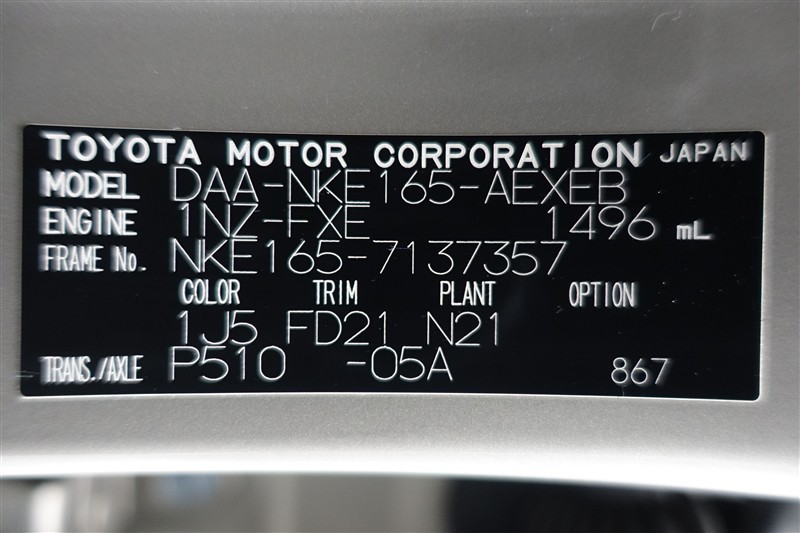 TOYOTA MOTOR CORPORATION JAPAN
MODEL DAA-NKE165-AEXEB
ENGINE 1NZ-FXE 1496 mL
FRAME No. NKE165-7137357
COLOR TRIM PLANT OPTION
1J5 FD21 N21
TRANS./AXLE P510 -05A 867